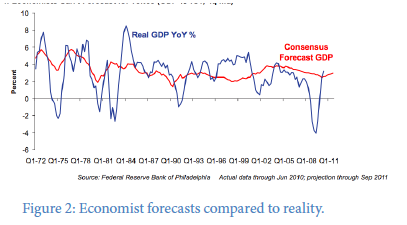 Real GDP YoY %
Consensus
Forecast GDP
Percent
10
8
6
4
2
0
-2
-4
-6
Q1-72 Q1-75 Q1-78 Q1-81 Q1-84 Q1-87 Q1-90 Q1-93 Q1-96 Q1-99 Q1-02 Q1-05 Q1-08 Q1-11
Source: Federal Reserve Bank of Philadelphia Actual data through Jun 2010; projection through Sep 2011
Figure 2: Economist forecasts compared to reality.